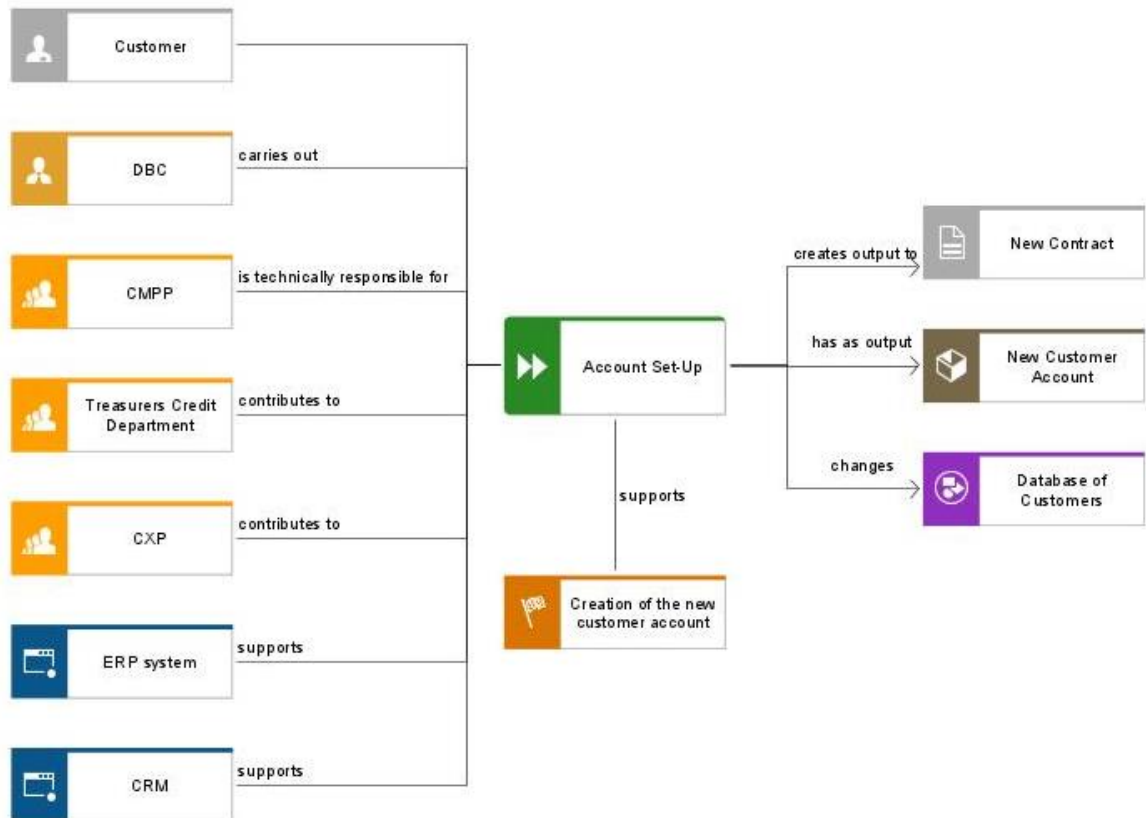 Customer
DBC
carries out
CMPP
is technically responsible for
Treasurers Credit
Department
contributes to
CXP
contributes to
ERP system
supports
CRM
supports
Account Set-Up
supports
Creation of the new
customer account
creates output to
New Contract
has as output
New Customer
Account
changes
Database of
Customers